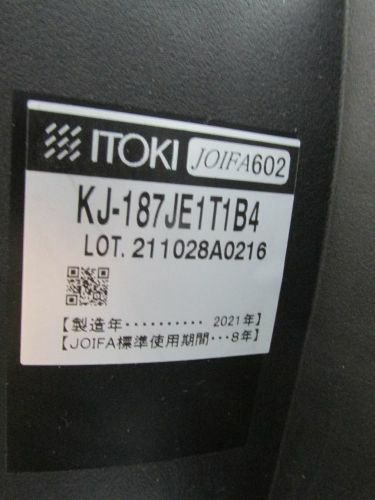 ITOKI JOIFA602
KJ-187JE1T1B4
LOT. 211028A0216
【製造年・・・・・・・・・・ 2021年】
【JOIFA標準使用期間・・・8年】